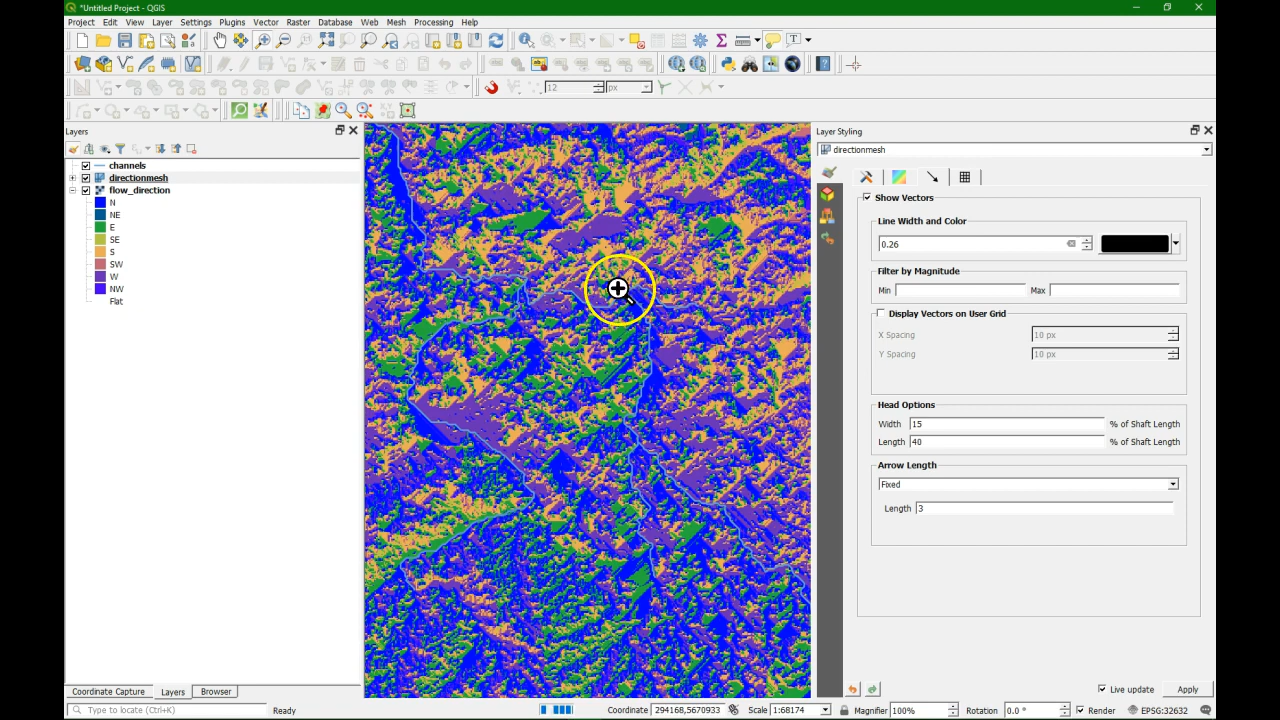 *Untitled Project - QGIS
Project Edit View Layer Settings Plugins Vector Raster Database Web Mesh Processing Help
12 px
Layers
channels
directionmesh
flow_direction
N
NE
E
SE
S
SW
W
NW
Flat
Layer Styling
directionmesh
Show Vectors
Line Width and Color
0.26
Filter by Magnitude
Min Max
Display Vectors on User Grid
X Spacing 10 px
Y Spacing 10 px
Head Options
Width 15 % of Shaft Length
Length 40 % of Shaft Length
Arrow Length
Fixed
Length 3
Live update Apply
Coordinate Capture Layers Browser
Type to locate (Ctrl+K) Ready Coordinate 294168,5670933 Scale 1:68174 Magnifier 100% Rotation 0.0 ° Render EPSG:32632